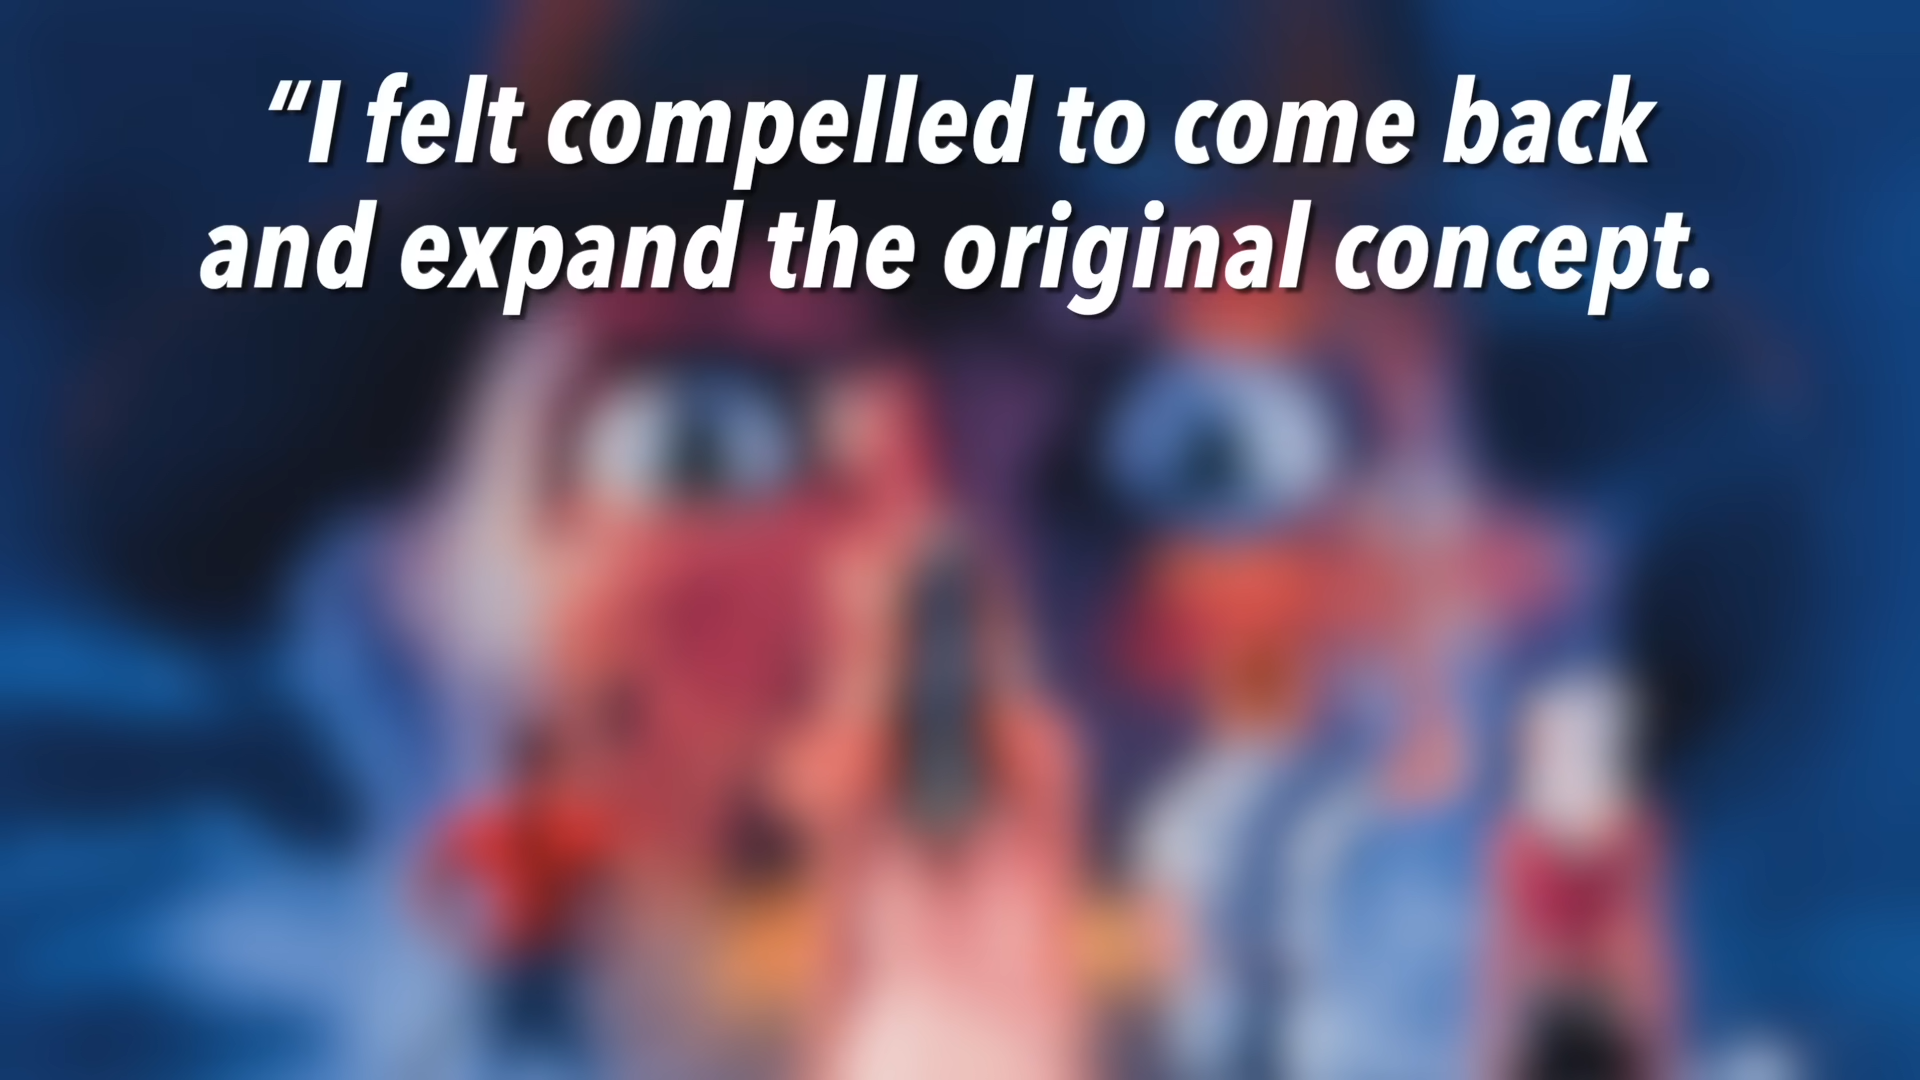 “I felt compelled to come back
and expand the original concept.